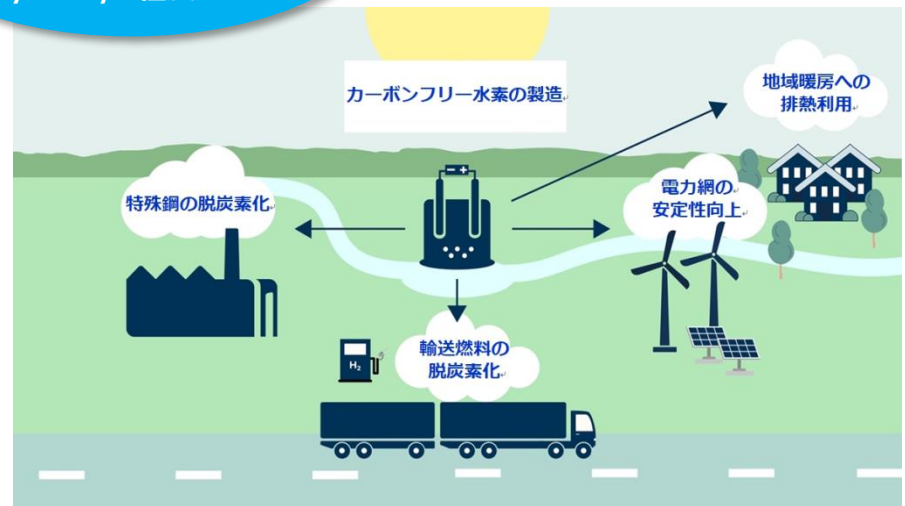 カーボンフリー水素の製造
地域暖房への
排熱利用
特殊鋼の脱炭素化
電力網の
安定性向上
輸送燃料の
脱炭素化
H₂